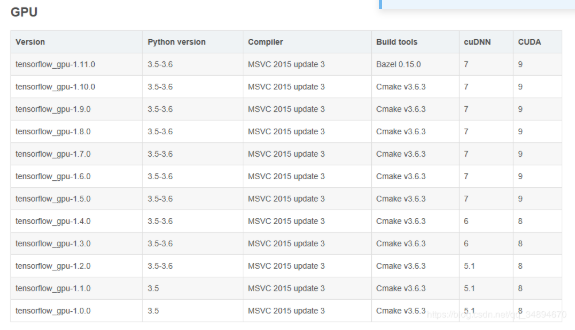 GPU
Version Python version Compiler Build tools cuDNN CUDA
tensorflow_gpu-1.11.0 3.5-3.6 MSVC 2015 update 3 Bazel 0.15.0 7 9
tensorflow_gpu-1.10.0 3.5-3.6 MSVC 2015 update 3 Cmake v3.6.3 7 9
tensorflow_gpu-1.9.0 3.5-3.6 MSVC 2015 update 3 Cmake v3.6.3 7 9
tensorflow_gpu-1.8.0 3.5-3.6 MSVC 2015 update 3 Cmake v3.6.3 7 9
tensorflow_gpu-1.7.0 3.5-3.6 MSVC 2015 update 3 Cmake v3.6.3 7 9
tensorflow_gpu-1.6.0 3.5-3.6 MSVC 2015 update 3 Cmake v3.6.3 7 9
tensorflow_gpu-1.5.0 3.5-3.6 MSVC 2015 update 3 Cmake v3.6.3 7 9
tensorflow_gpu-1.4.0 3.5-3.6 MSVC 2015 update 3 Cmake v3.6.3 6 8
tensorflow_gpu-1.3.0 3.5-3.6 MSVC 2015 update 3 Cmake v3.6.3 6 8
tensorflow_gpu-1.2.0 3.5-3.6 MSVC 2015 update 3 Cmake v3.6.3 5.1 8
tensorflow_gpu-1.1.0 3.5 MSVC 2015 update 3 Cmake v3.6.3 5.1 8
tensorflow_gpu-1.0.0 3.5 MSVC 2015 update 3 Cmake v3.6.3 5.1 8